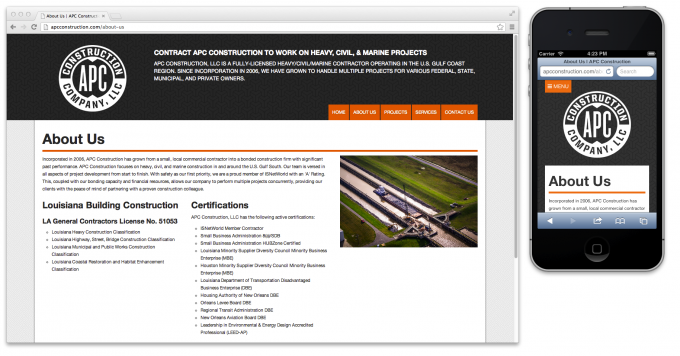 About Us | APC Construct
apcconstruction.com/about-us
CONSTRUCTION
APC
COMPANY, LLC
CONTRACT APC CONSTRUCTION TO WORK ON HEAVY, CIVIL, & MARINE PROJECTS
APC CONSTRUCTION, LLC IS A FULLY-LICENSED HEAVY/CIVIL/MARINE CONTRACTOR OPERATING IN THE U.S. GULF COAST
REGION. SINCE INCORPORATION IN 2006, WE HAVE GROWN TO HANDLE MULTIPLE PROJECTS FOR VARIOUS FEDERAL, STATE,
MUNICIPAL, AND PRIVATE OWNERS.
HOME ABOUT US PROJECTS SERVICES CONTACT US
About Us
Incorporated in 2006, APC Construction has grown from a small, local commercial contractor into a bonded construction firm with significant
past performance. APC Construction focuses on heavy, civil, and marine construction in and around the U.S. Gulf South. Our team is versed in
all aspects of project development from start to finish. With safety as our first priority, we are a proud member of ISNetWorld with an 'A' Rating.
This, coupled with our bonding capacity and financial resources, allows our company to perform multiple projects concurrently, providing our
clients with the peace of mind of partnering with a proven construction colleague.
Louisiana Building Construction
LA General Contractors License No. 51053
Louisiana Heavy Construction Classification
Louisiana Highway, Street, Bridge Construction Classification
Louisiana Municipal and Public Works Construction
Classification
Louisiana Coastal Restoration and Habitat Enhancement
Classification
Certifications
APC Construction, LLC has the following active certifications:
ISNetWorld Member Contractor
Small Business Administration 8(a)/SDB
Small Business Administration HUBZone Certified
Louisiana Minority Supplier Diversity Council Minority Business
Enterprise (MBE)
Houston Minority Supplier Diversity Council Minority Business
Enterprise (MBE)
Louisiana Department of Transportation Disadvantaged
Business Enterprise (DBE)
Housing Authority of New Orleans DBE
Orleans Levee Board DBE
Regional Transit Administration DBE
New Orleans Aviation Board DBE
Leadership in Environmental & Energy Design Accredited
Professional (LEED-AP)
Carrier 4:23 PM
About Us | APC Construction
apcconstruction.com/ab Search
MENU
CONSTRUCTION
APC
COMPANY, LLC
About Us
Incorporated in 2006, APC Construction has
grown from a small, local commercial contractor